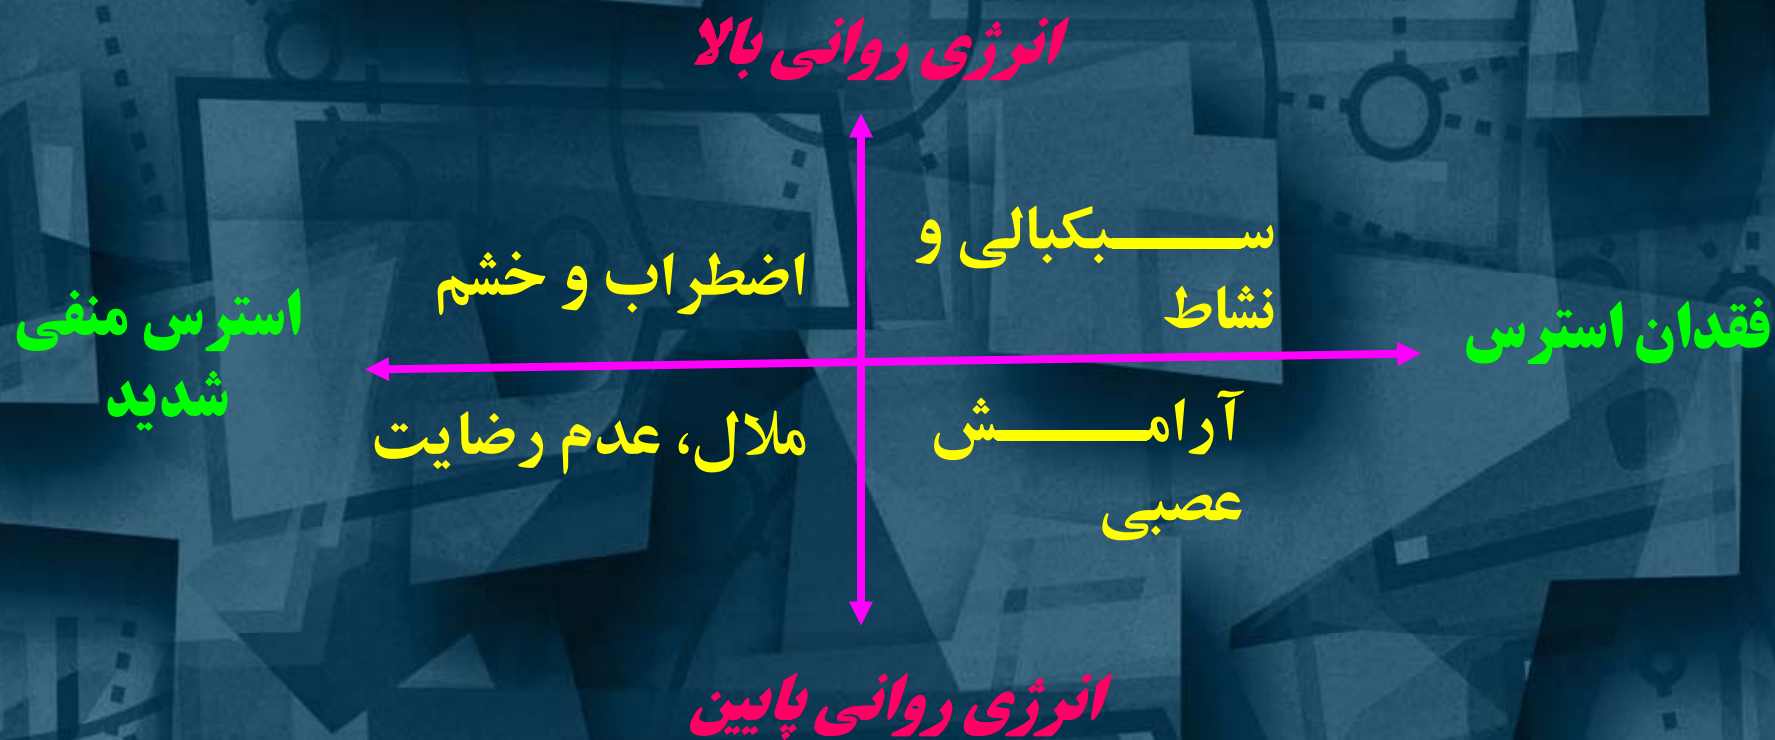 انرژی روانی بالا
سبکبالی و
نشاط
اضطراب و خشم
فقدان استرس
استرس منفی
شدید
آرامش
عصبی
ملال، عدم رضایت
انرژی روانی پایین